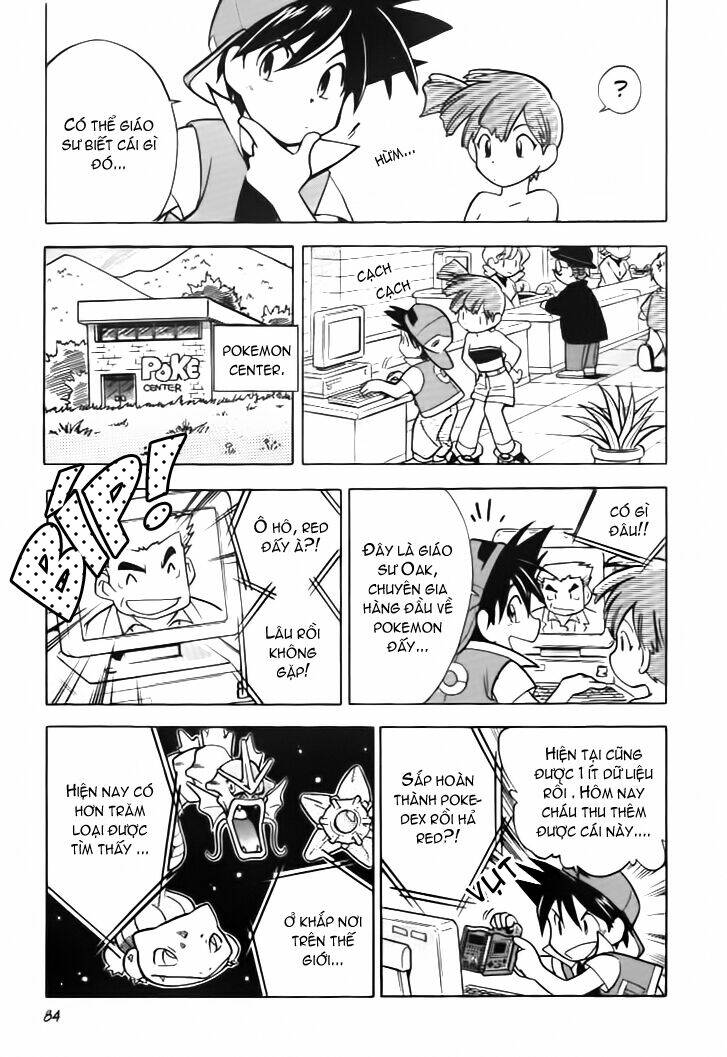 CÓ THỂ GIÁO
SƯ BIẾT CÁI GÌ
ĐÓ...
HỪM...
?
POKÉ
CENTER
POKEMON
CENTER.
CẠCH
CẠCH
BÍP!
Ô HÔ, RED
ĐẤY À?!
LÂU RỒI
KHÔNG
GẶP!
ĐÂY LÀ GIÁO
SƯ OAK,
CHUYÊN GIA
HÀNG ĐẦU VỀ
POKEMON
ĐẤY...
CÓ GÌ
ĐÂU!!
HIỆN NAY CÓ
HƠN TRĂM
LOẠI ĐƯỢC
TÌM THẤY ...
Ở KHẮP NƠI
TRÊN THẾ
GIỚI...
SẮP HOÀN
THÀNH POKE-
DEX RỒI HẢ
RED?!
HIỆN TẠI CŨNG
ĐƯỢC 1 ÍT DỮ LIỆU
RỒI . HÔM NAY
CHÁU THU THÊM
ĐƯỢC CÁI NÀY....
VỤT
84